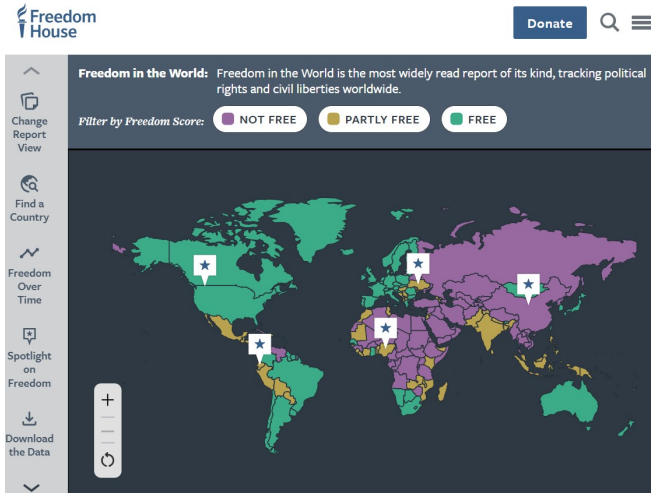 Freedom
House
Donate
Freedom in the World: Freedom in the World is the most widely read report of its kind, tracking political
rights and civil liberties worldwide.
Filter by Freedom Score: NOT FREE PARTLY FREE FREE
Change
Report
View
Find a
Country
Freedom
Over
Time
Spotlight
on
Freedom
Download
the Data